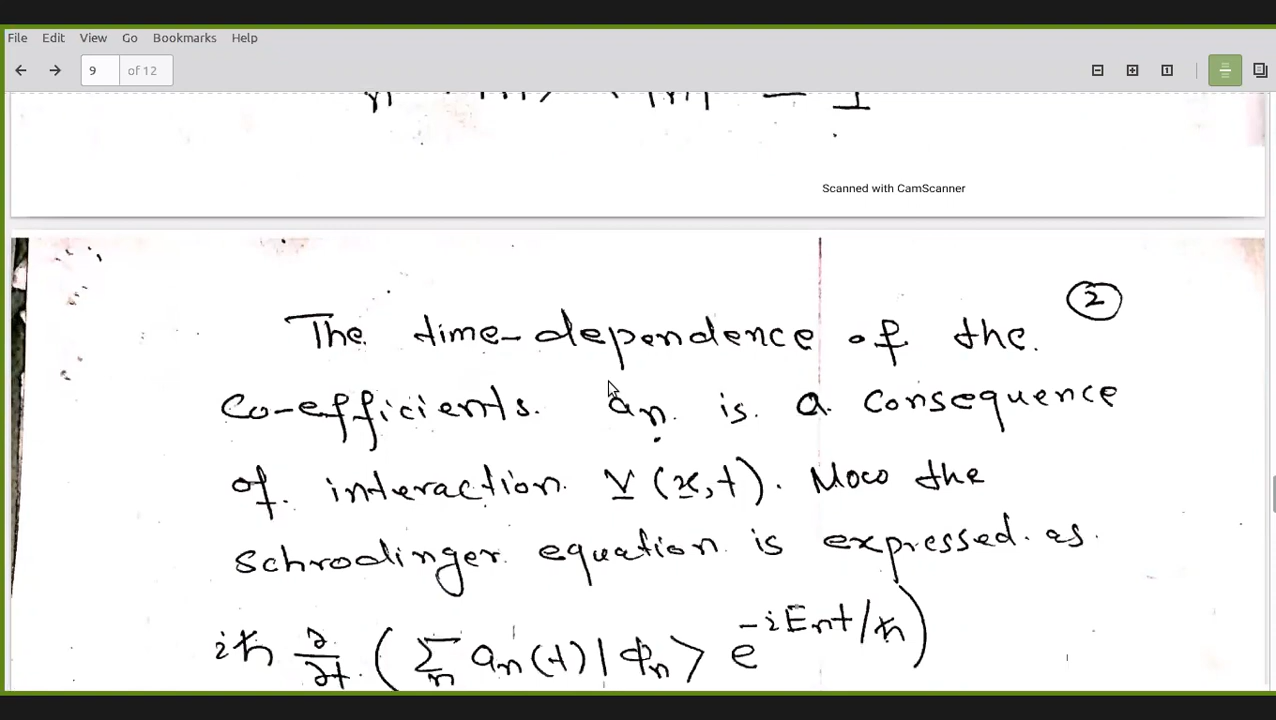 File Edit View Go Bookmarks Help
9 of 12
Scanned with CamScanner
2
The time-dependence of the
Co-efficients. an is a consequence
of interaction V(x,t). Now the
schrodinger equation is expressed as
iħ ∂/∂t (∑n an(t)|ϕn> e^-iEnt/ħ)